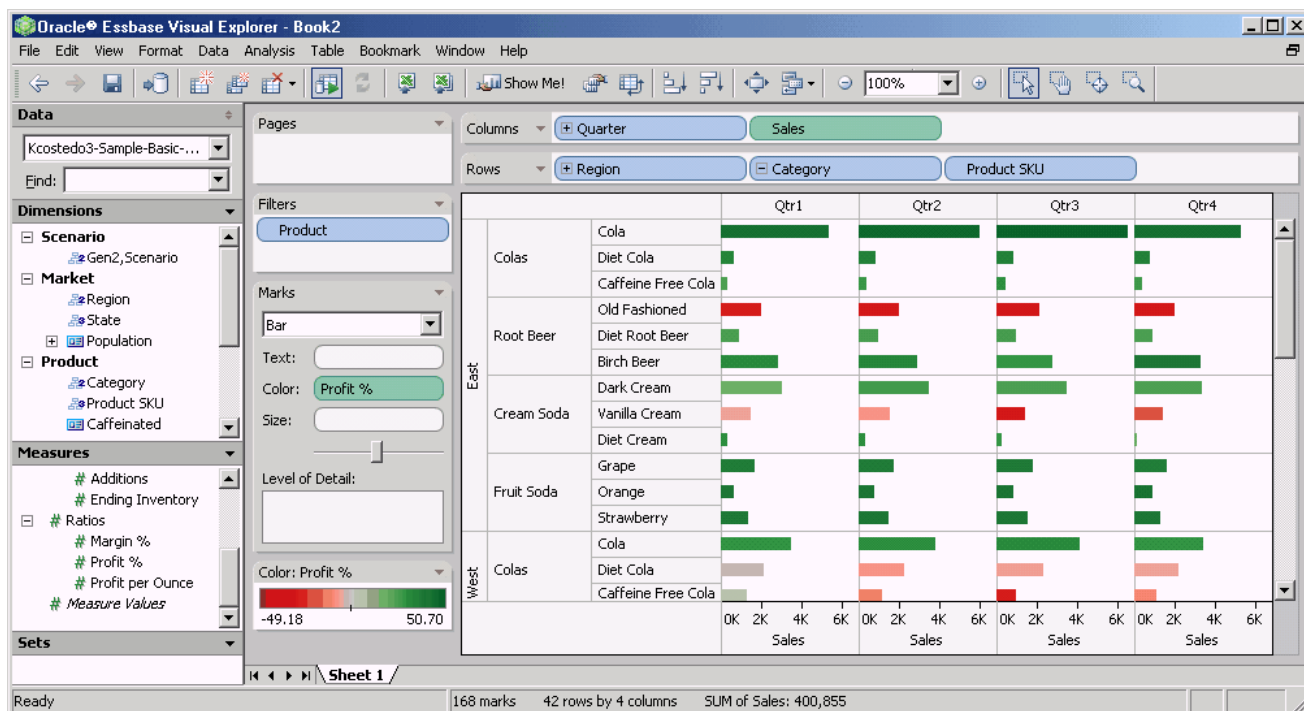 Oracle® Essbase Visual Explorer - Book2
File Edit View Format Data Analysis Table Bookmark Window Help
Show Me! 100%
Data
Kcostedo3-Sample-Basic-...
Find:
Dimensions
Scenario
Gen2,Scenario
Market
Region
State
Population
Product
Category
Product SKU
Caffeinated
Measures
Additions
Ending Inventory
Ratios
Margin %
Profit %
Profit per Ounce
Measure Values
Sets
Pages
Filters
Product
Marks
Bar
Text:
Color: Profit %
Size:
Level of Detail:
Color: Profit %
-49.18 50.70
Columns Quarter Sales
Rows Region Category Product SKU
Qtr1 Qtr2 Qtr3 Qtr4
East
Colas
Cola
Diet Cola
Caffeine Free Cola
Root Beer
Old Fashioned
Diet Root Beer
Birch Beer
Cream Soda
Dark Cream
Vanilla Cream
Diet Cream
Fruit Soda
Grape
Orange
Strawberry
West
Colas
Cola
Diet Cola
Caffeine Free Cola
0K 2K 4K 6K 0K 2K 4K 6K 0K 2K 4K 6K 0K 2K 4K 6K
Sales Sales Sales Sales
Sheet 1
Ready 168 marks 42 rows by 4 columns SUM of Sales: 400,855